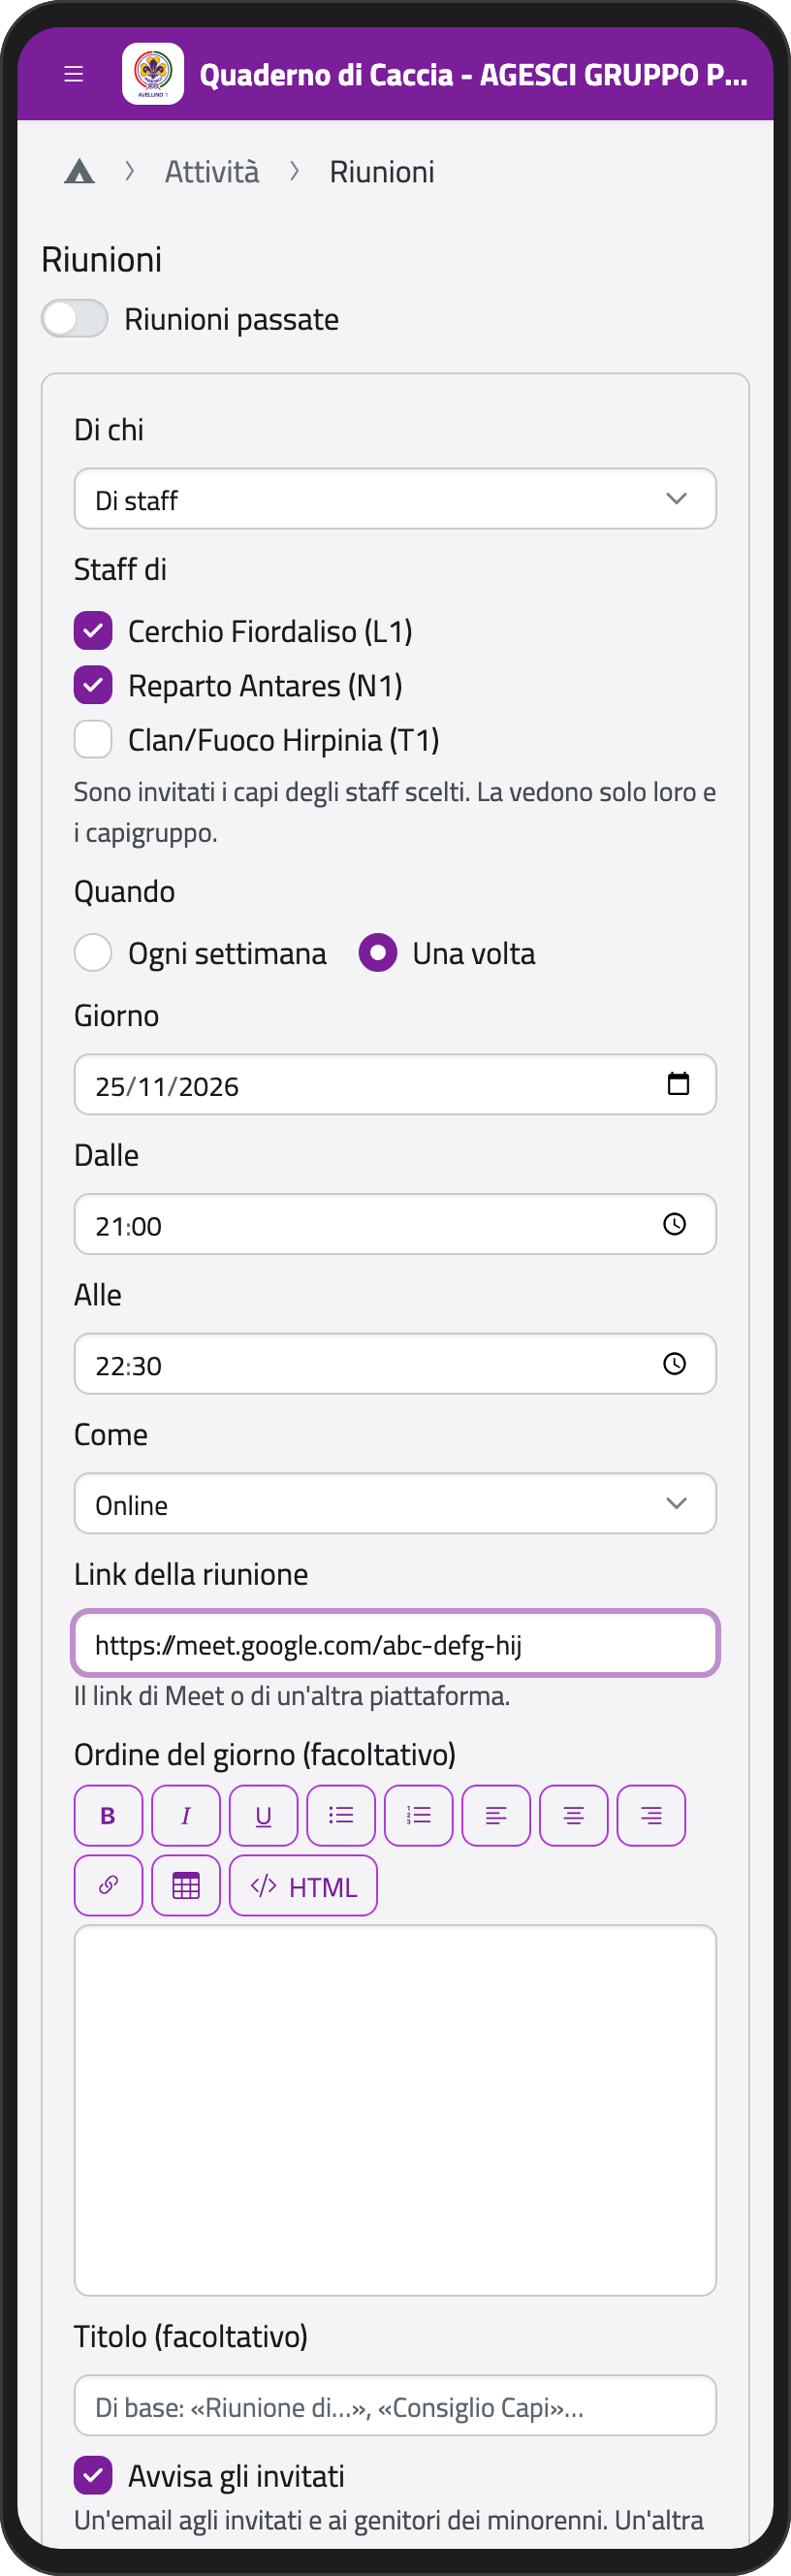 Quaderno di Caccia - AGESCI GRUPPO P...
AVELLINO 1
Attività
Riunioni
Riunioni
Riunioni passate
Di chi
Di staff
Staff di
Cerchio Fiordaliso (L1)
Reparto Antares (N1)
Clan/Fuoco Hirpinia (T1)
Sono invitati i capi degli staff scelti. La vedono solo loro e
i capigruppo.
Quando
Ogni settimana
Una volta
Giorno
25/11/2026
Dalle
21:00
Alle
22:30
Come
Online
Link della riunione
https://meet.google.com/abc-defg-hij
Il link di Meet o di un'altra piattaforma.
Ordine del giorno (facoltativo)
B I U
</> HTML
Titolo (facoltativo)
Di base: «Riunione di...», «Consiglio Capi»...
Avvisa gli invitati
Un'email agli invitati e ai genitori dei minorenni. Un'altra